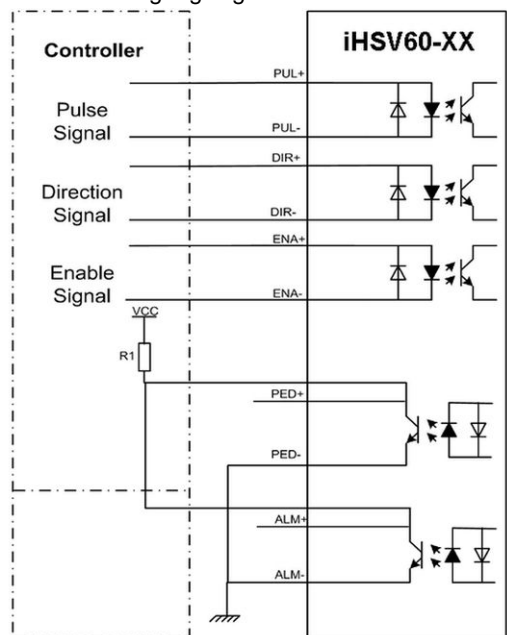 Controller
iHSV60-XX
PUL+
Pulse
Signal
PUL-
DIR+
Direction
Signal
DIR-
ENA+
Enable
Signal
ENA-
VCC
R1
PED+
PED-
ALM+
ALM-